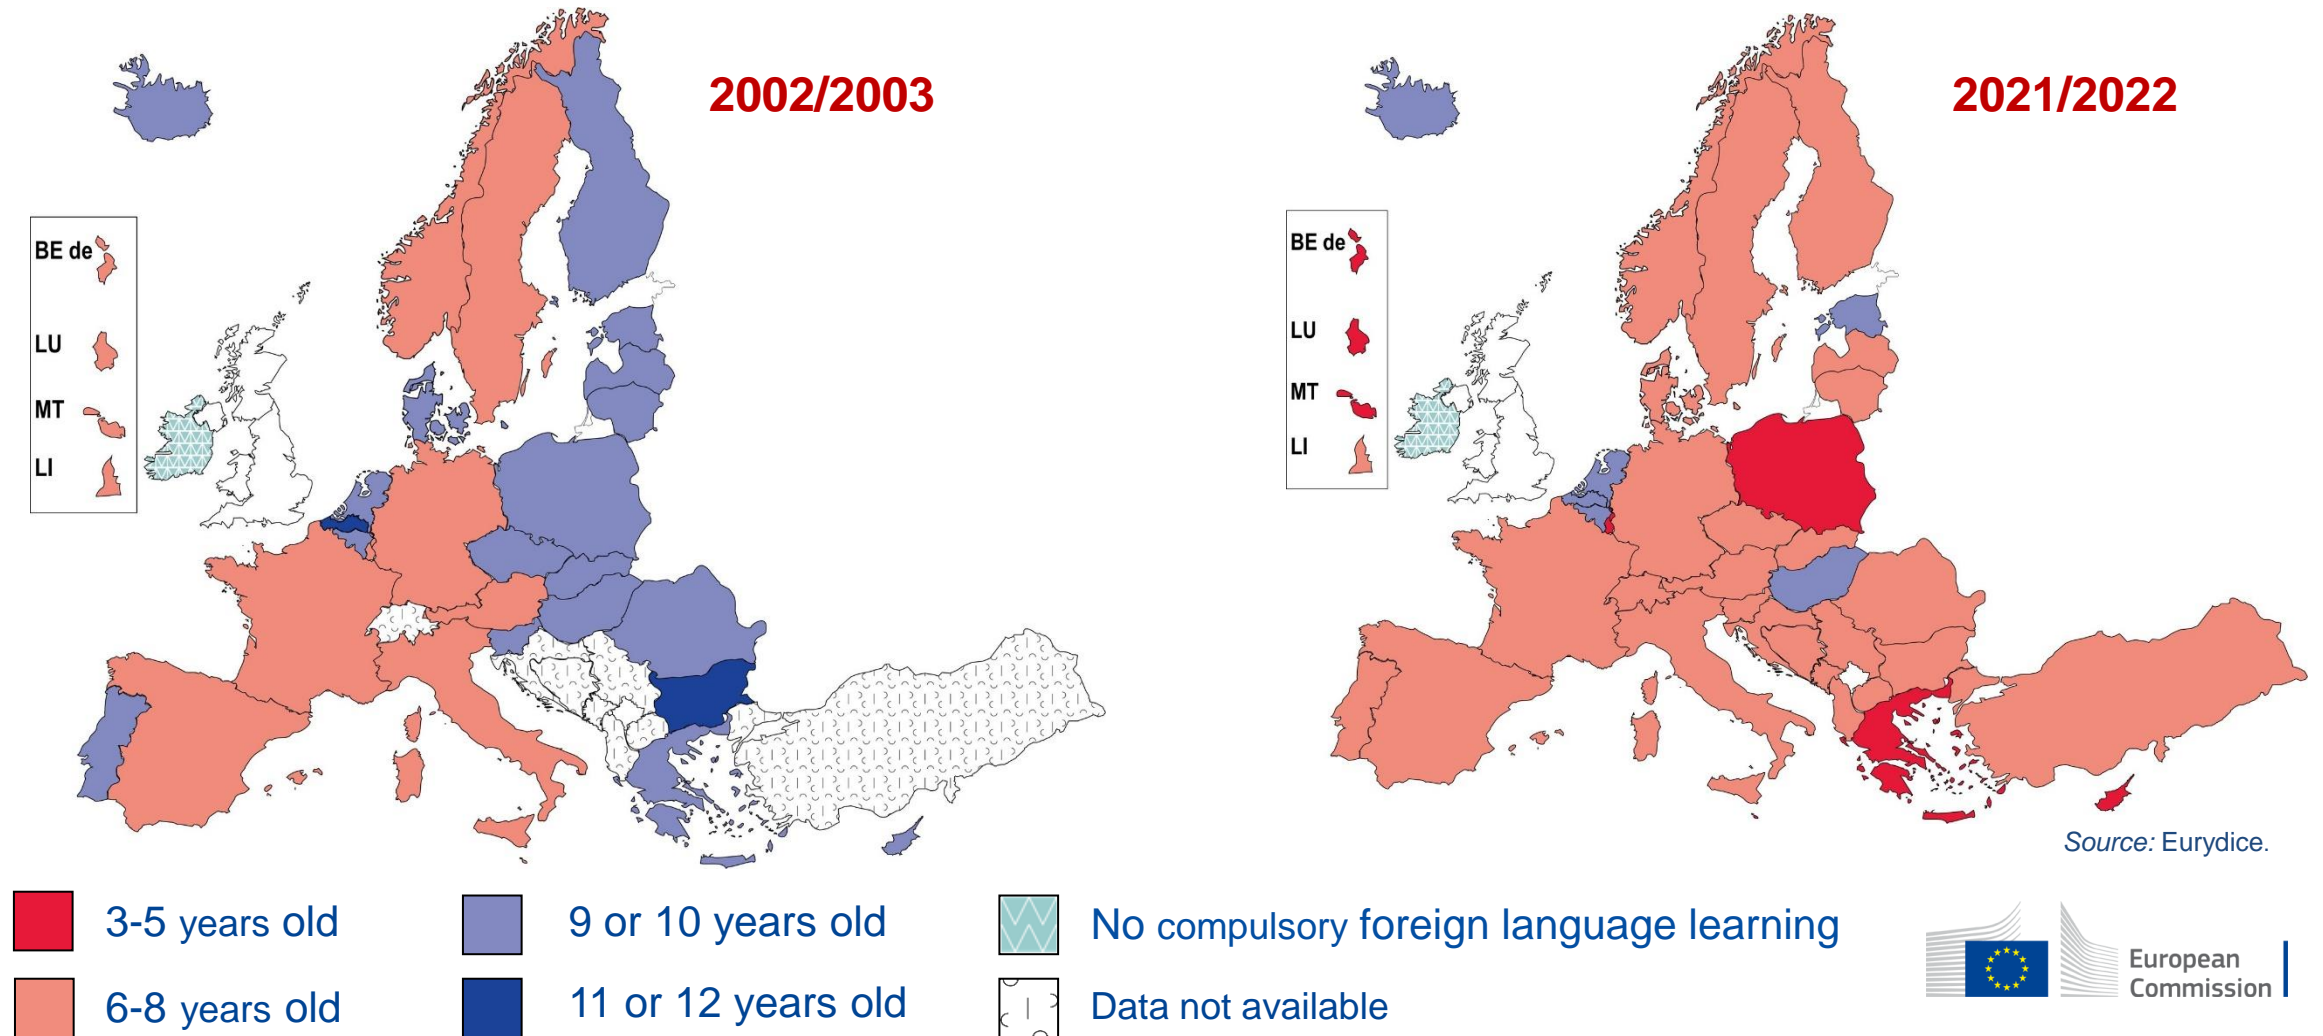 2002/2003
2021/2022
BE de
LU
MT
LI
BE de
LU
MT
LI
Source: Eurydice.
3-5 years old
9 or 10 years old
No compulsory foreign language learning
6-8 years old
11 or 12 years old
Data not available
European
Commission